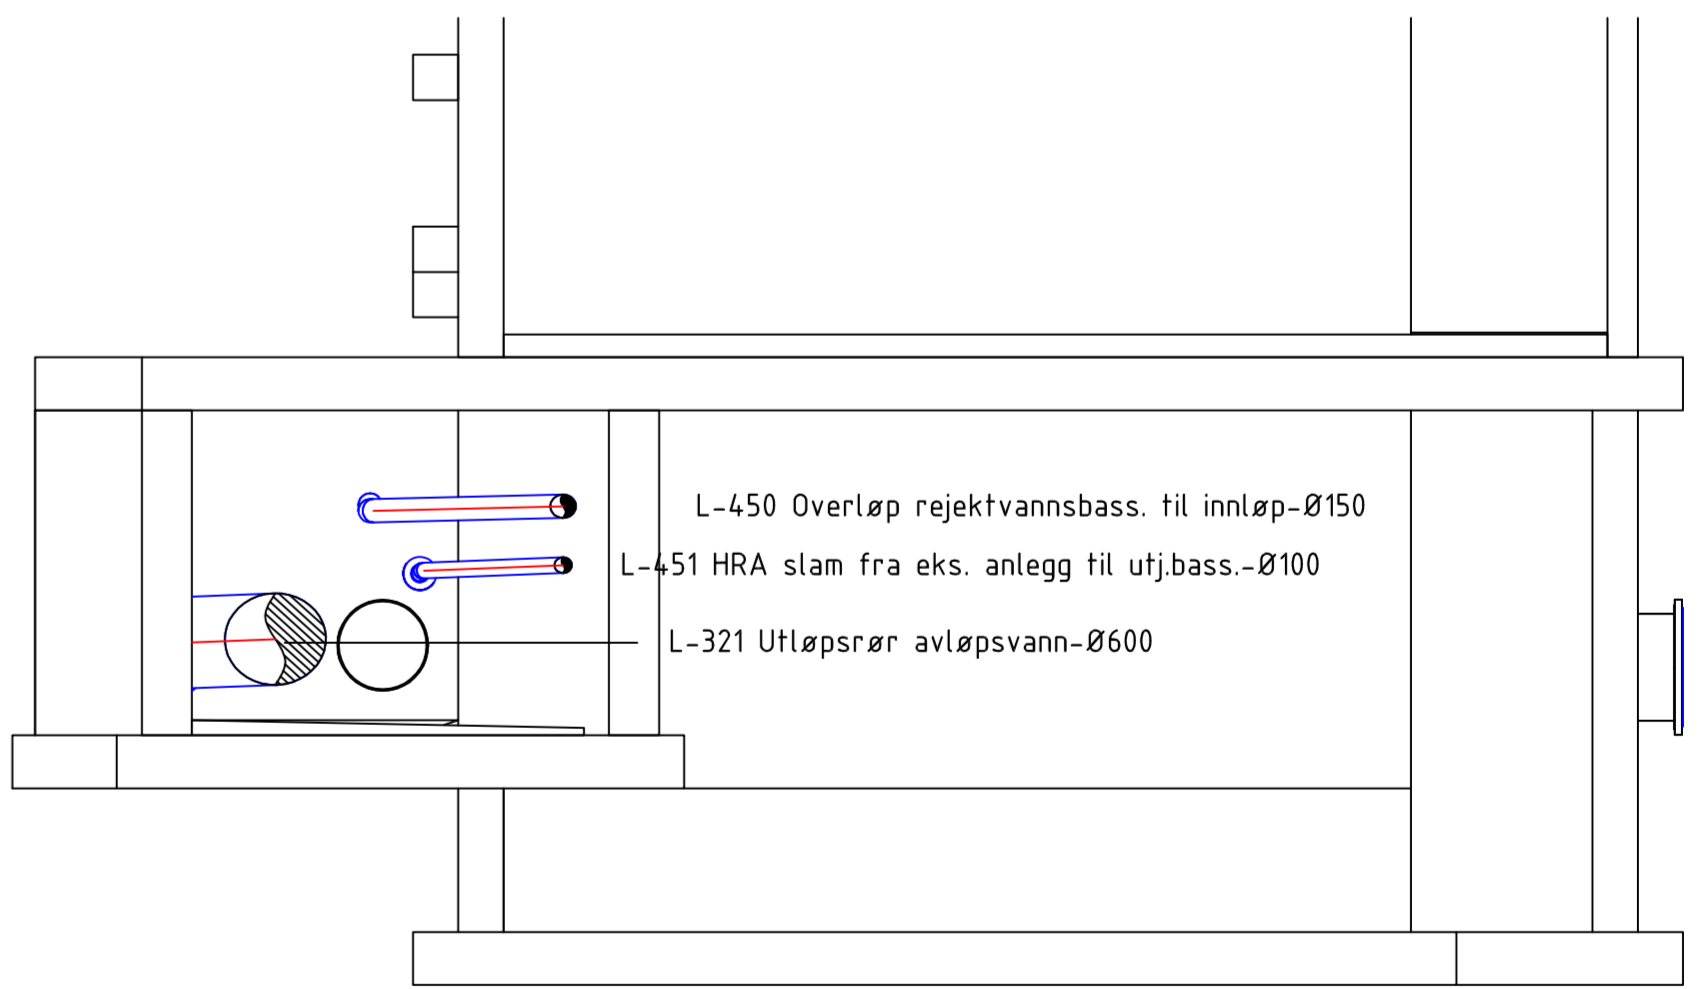 L-450 Overløp rejektvannsbass. til innløp-Ø150
L-451 HRA slam fra eks. anlegg til utj.bass.-Ø100
L-321 Utløpsrør avløpsvann-Ø600